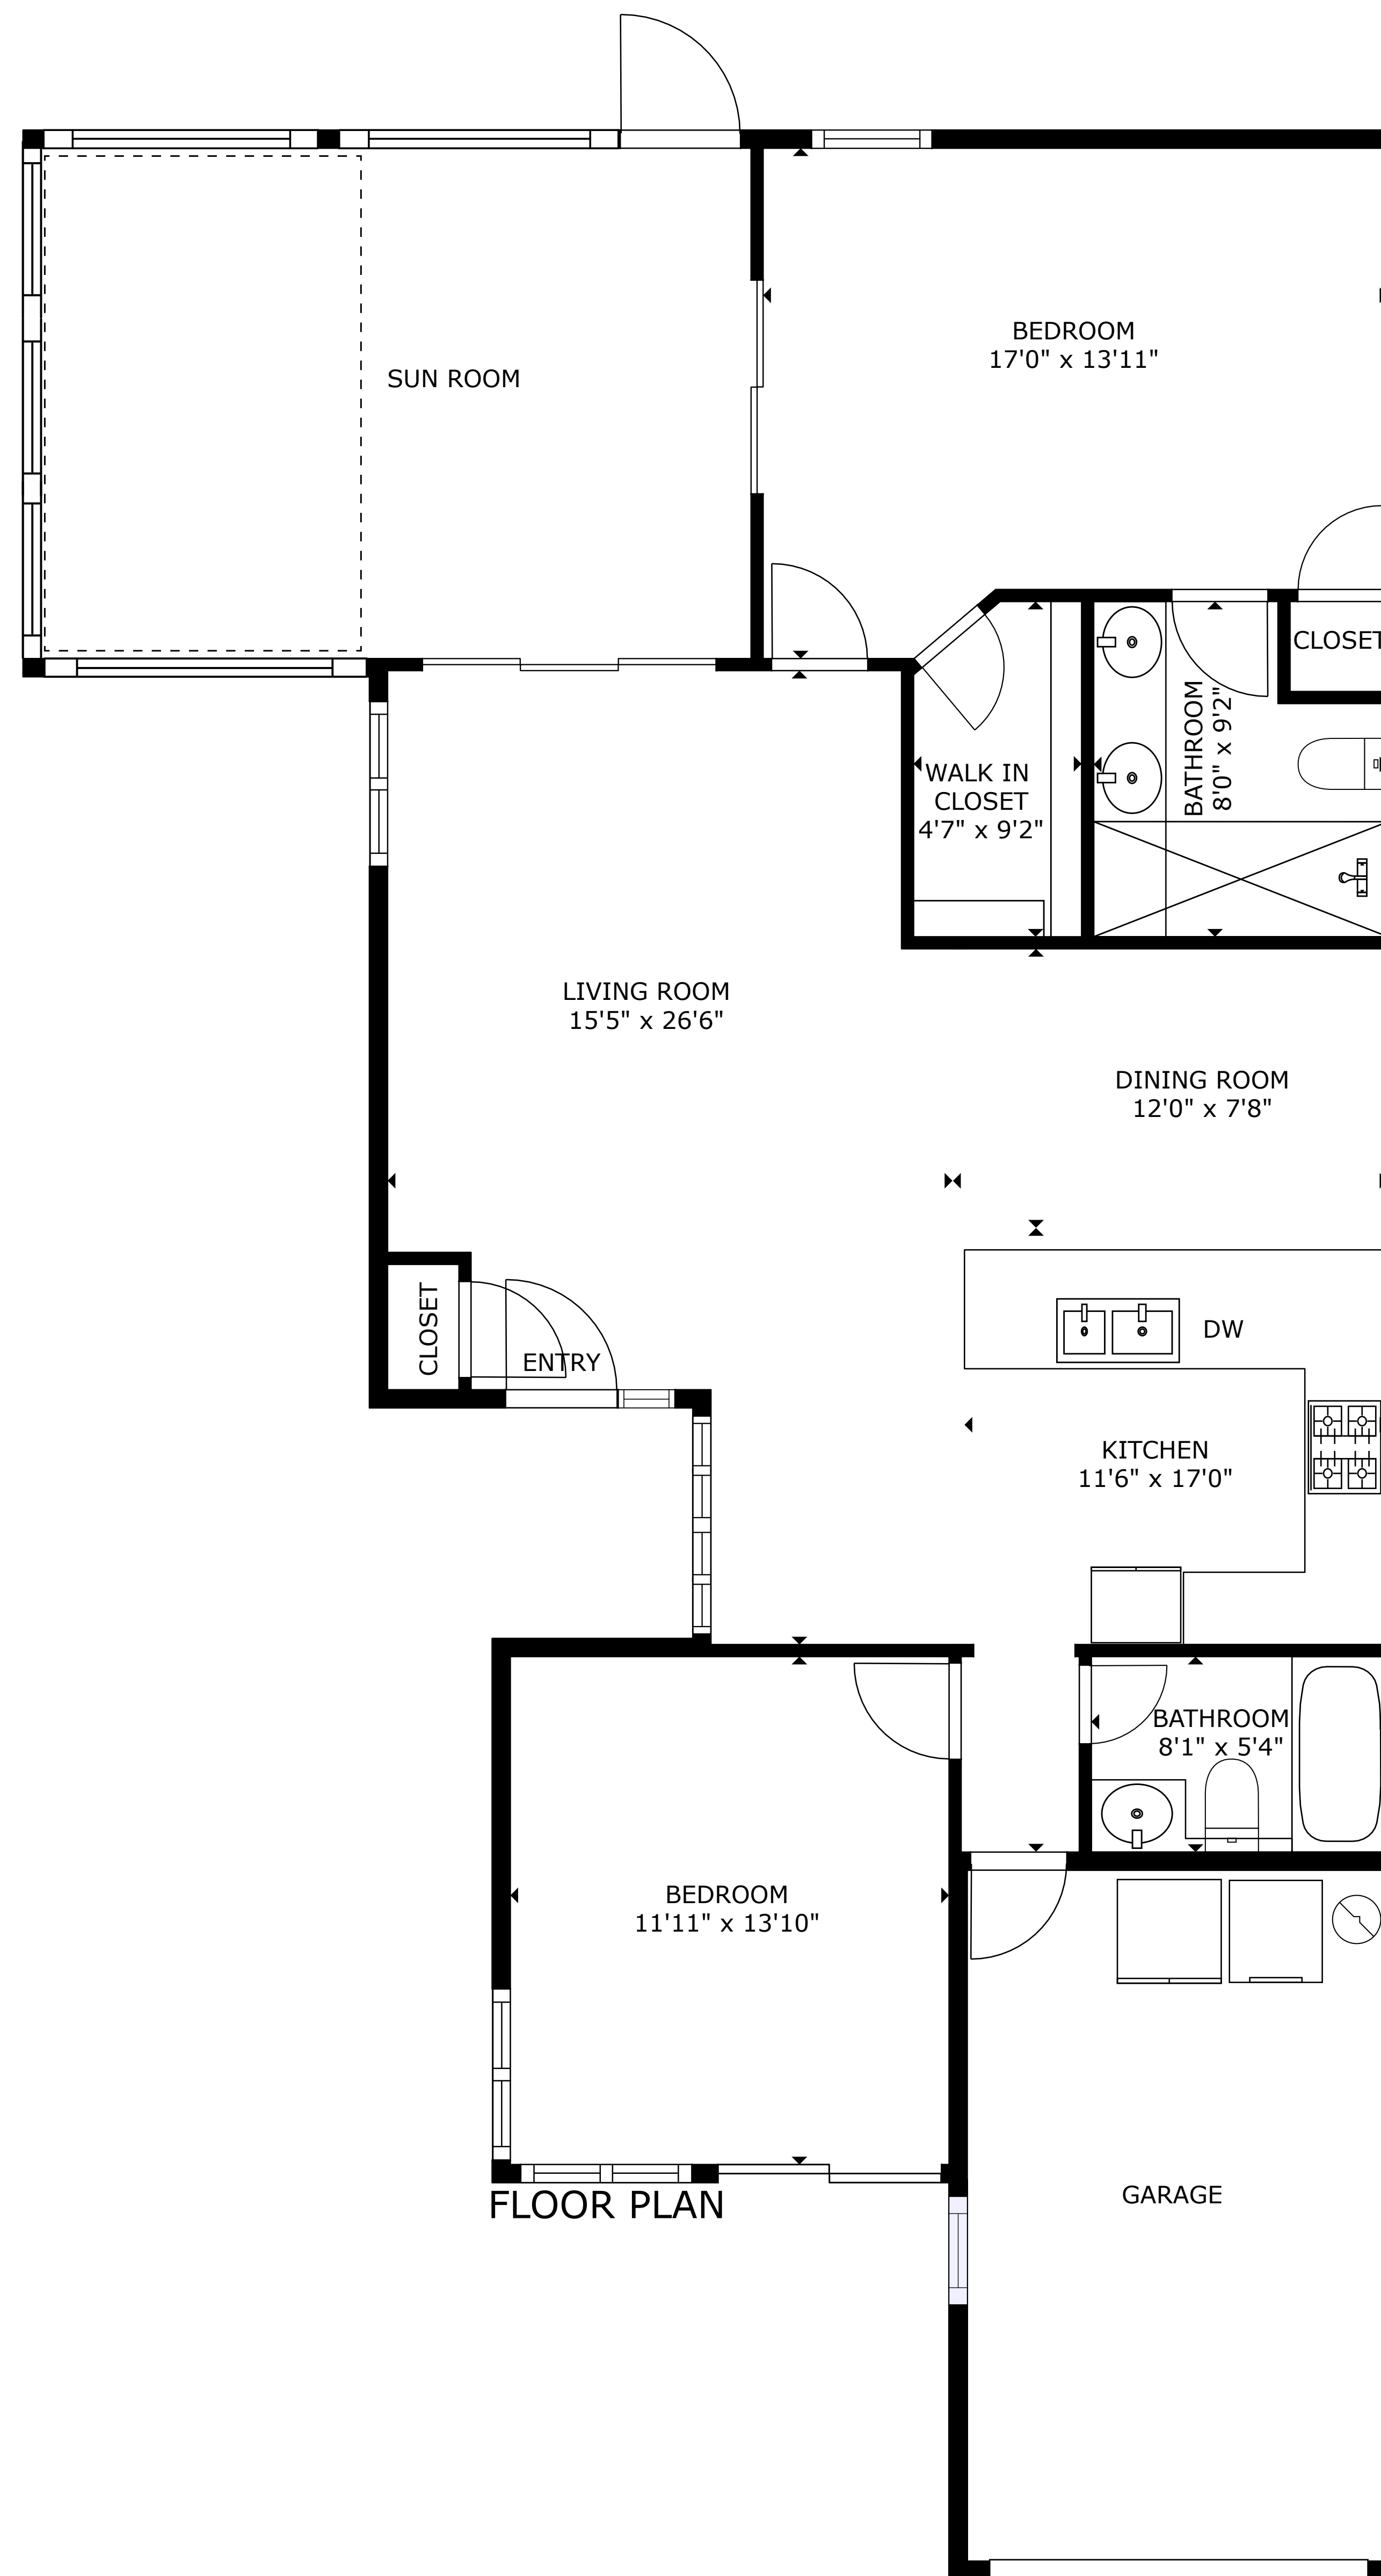 BEDROOM
17'0" x 13'11"
SUN ROOM
CLOSET
BATHROOM
8'0" x 9'2"
WALK IN
CLOSET
4'7" x 9'2"
LIVING ROOM
15'5" x 26'6"
DINING ROOM
12'0" x 7'8"
CLOSET
ENTRY
DW
KITCHEN
11'6" x 17'0"
BATHROOM
8'1" x 5'4"
BEDROOM
11'11" x 13'10"
GARAGE
FLOOR PLAN